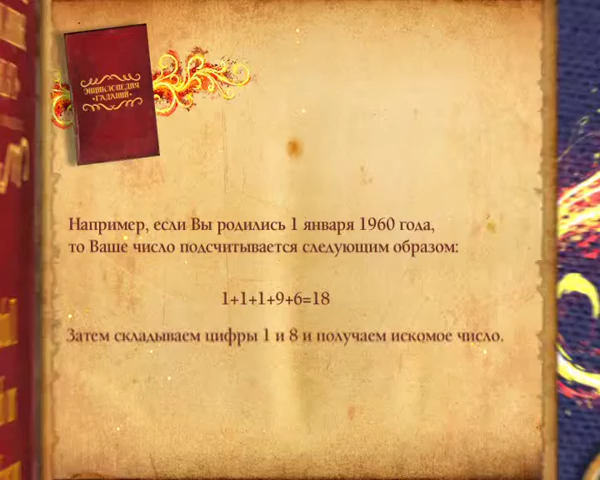 ЭНЦИКЛОПЕДИЯ
•ГАДАНИЙ•
Например, если Вы родились 1 января 1960 года,
то Ваше число подсчитывается следующим образом:
1+1+1+9+6=18
Затем складываем цифры 1 и 8 и получаем искомое число.